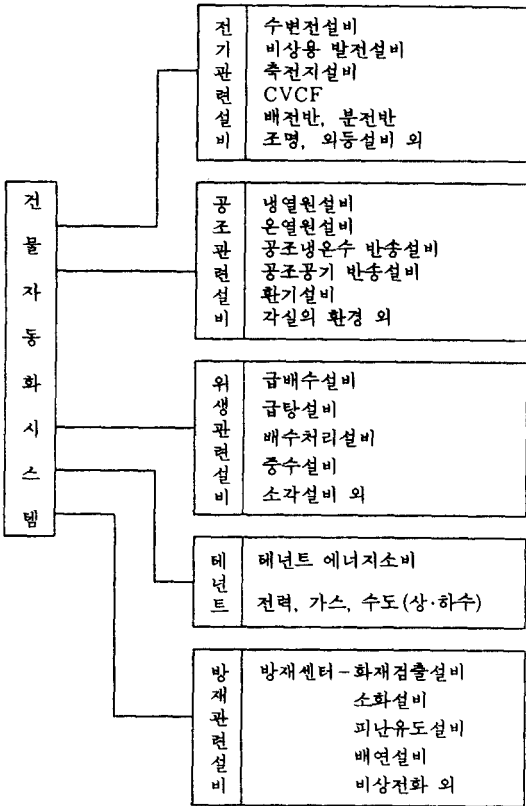 건물자동화시스템
전기관련설비
수변전설비
비상용 발전설비
축전지설비
CVCF
배전반, 분전반
조명, 외등설비 외
공조관련설비
냉열원설비
온열원설비
공조냉온수 반송설비
공조공기 반송설비
환기설비
각실의 환경 외
위생관련설비
급배수설비
급탕설비
배수처리설비
중수설비
소각설비 외
테넌트
태넌트 에너지소비
전력, 가스, 수도(상·하수)
방재관련설비
방재센터-화재검출설비
소화설비
피난유도설비
배연설비
비상전화 외